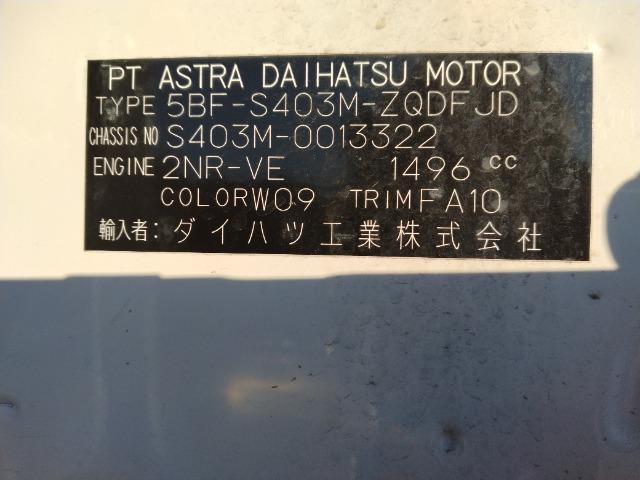 PT ASTRA DAIHATSU MOTOR
TYPE 5BF-S403M-ZQDFJD
CHASSIS NO S403M-0013322
ENGINE 2NR-VE 1496 cc
COLOR W09 TRIM FA10
輸入者: ダイハツ工業株式会社